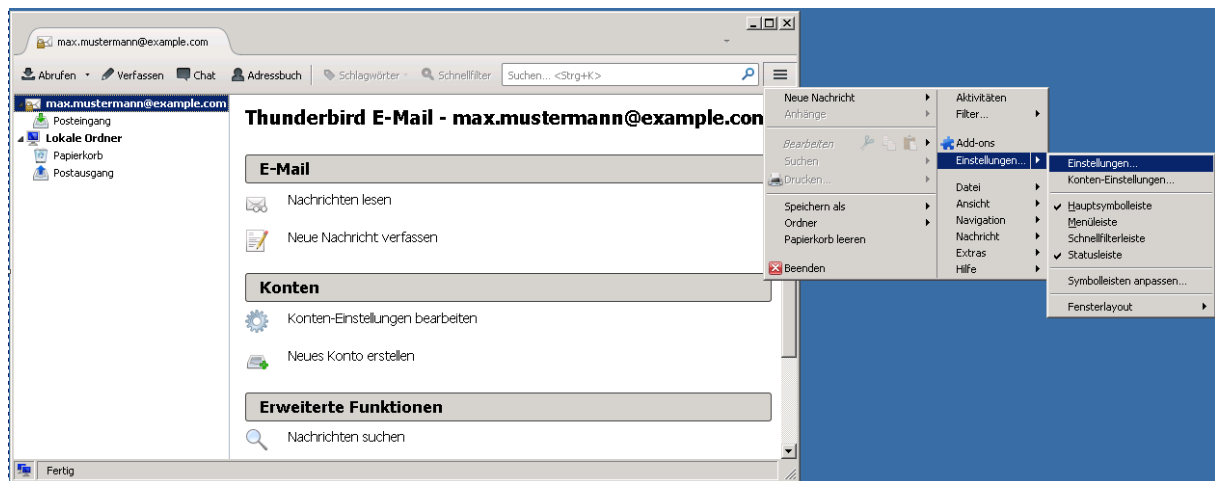 max.mustermann@example.com
Abrufen Verfassen Chat Adressbuch Schlagwörter Schnellfilter Suchen... <Strg+K>
max.mustermann@example.com
Posteingang
Lokale Ordner
Papierkorb
Postausgang
Thunderbird E-Mail - max.mustermann@example.con
E-Mail
Nachrichten lesen
Neue Nachricht verfassen
Konten
Konten-Einstellungen bearbeiten
Neues Konto erstellen
Erweiterte Funktionen
Nachrichten suchen
Fertig
Neue Nachricht
Anhänge
Bearbeiten
Suchen
Drucken...
Speichern als
Ordner
Papierkorb leeren
Beenden
Aktivitäten
Filter...
Add-ons
Einstellungen...
Datei
Ansicht
Navigation
Nachricht
Extras
Hilfe
Einstellungen...
Konten-Einstellungen...
Hauptsymbolleiste
Menüleiste
Schnellfilterleiste
Statusleiste
Symbolleisten anpassen...
Fensterlayout